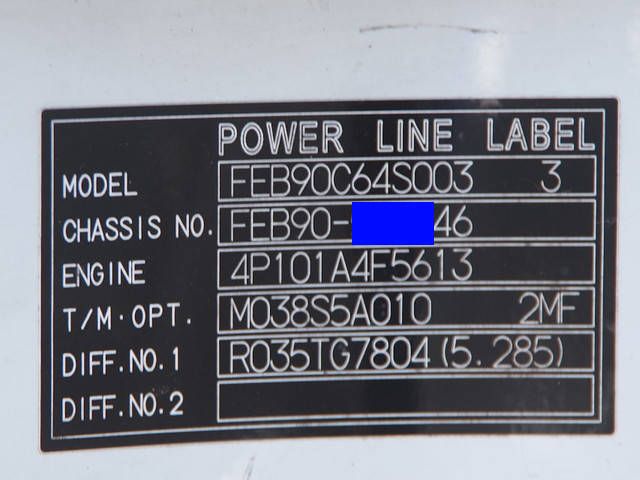 POWER LINE LABEL
MODEL FEB90C64S003 3
CHASSIS NO. FEB90- 46
ENGINE 4P101A4F5613
T/M·OPT. M038S5A010 2MF
DIFF.NO.1 R035TG7804(5.285)
DIFF.NO.2